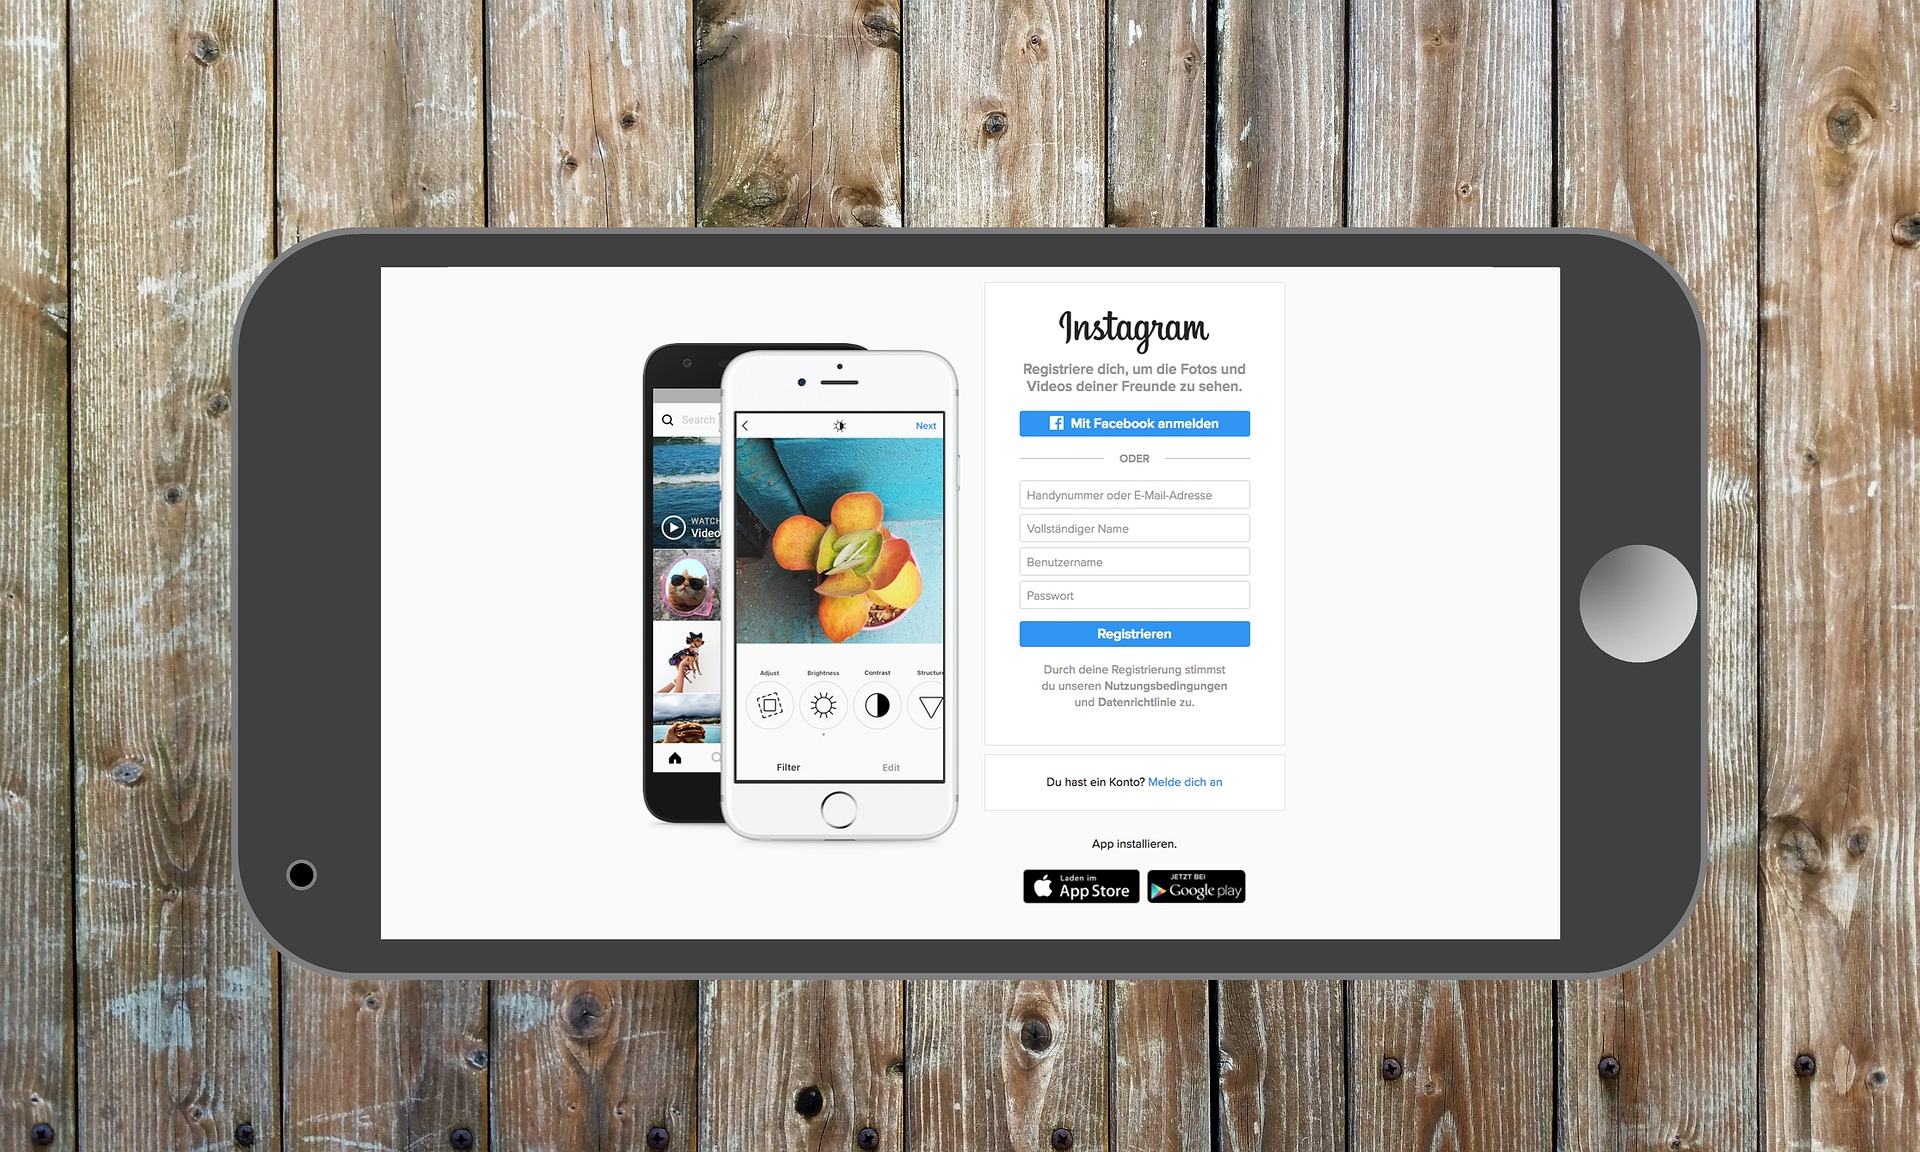 Instagram
Registriere dich, um die Fotos und
Videos deiner Freunde zu sehen.
Mit Facebook anmelden
ODER
Handynummer oder E-Mail-Adresse
Vollständiger Name
Benutzername
Passwort
Registrieren
Durch deine Registrierung stimmst
du unseren Nutzungsbedingungen
und Datenrichtlinie zu.
Du hast ein Konto? Melde dich an
App installieren.
Laden im
App Store
JETZT BEI
Google play
Search
WATCH
Next
Adjust
Brightness
Contrast
Filter
Edit